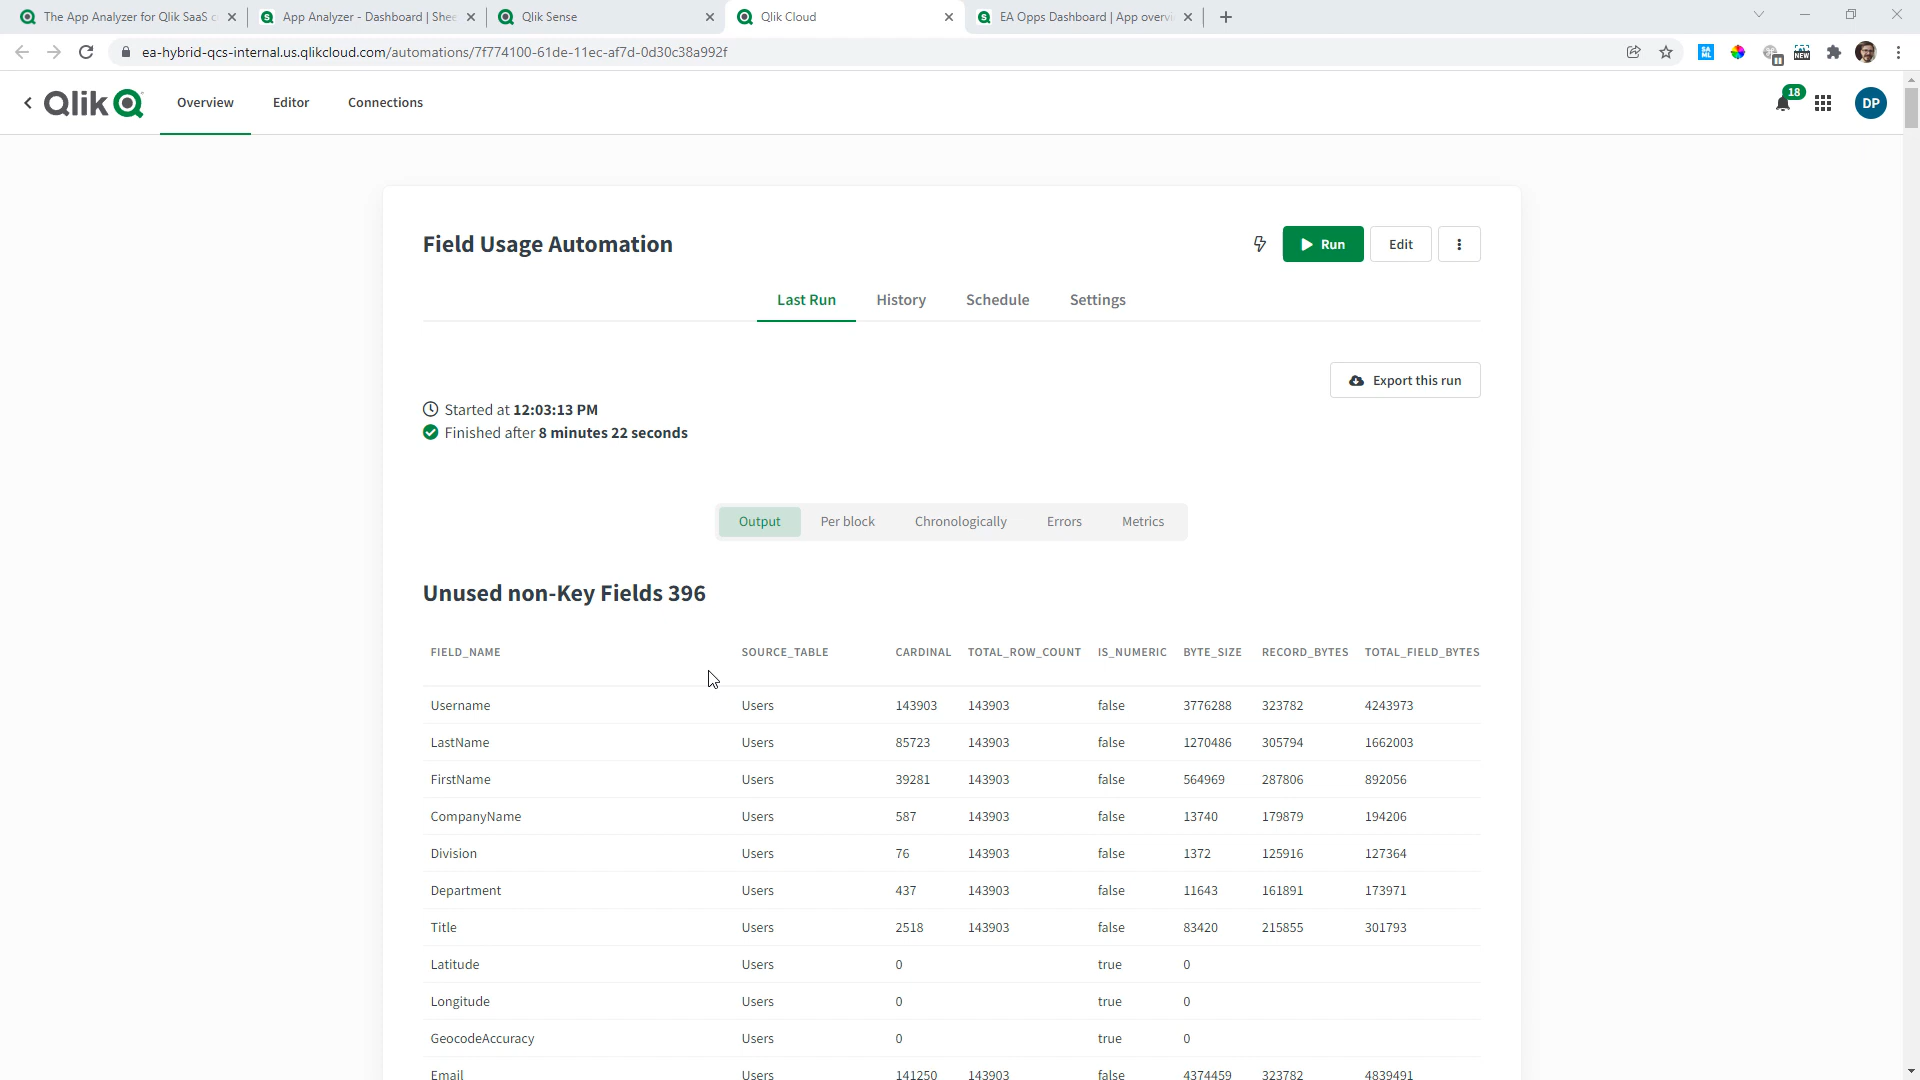 The App Analyzer for Qlik SaaS c
App Analyzer - Dashboard | Shee
Qlik Sense
Qlik Cloud
EA Opps Dashboard | App overvi
ea-hybrid-qcs-internal.us.qlikcloud.com/automations/7f774100-61de-11ec-af7d-0d30c38a992f
NEW
Qlik
Overview
Editor
Connections
18
DP
Field Usage Automation
Run
Edit
Last Run
History
Schedule
Settings
Export this run
Started at 12:03:13 PM
Finished after 8 minutes 22 seconds
Output
Per block
Chronologically
Errors
Metrics
Unused non-Key Fields 396
FIELD_NAME SOURCE_TABLE CARDINAL TOTAL_ROW_COUNT IS_NUMERIC BYTE_SIZE RECORD_BYTES TOTAL_FIELD_BYTES
Username Users 143903 143903 false 3776288 323782 4243973
LastName Users 85723 143903 false 1270486 305794 1662003
FirstName Users 39281 143903 false 564969 287806 892056
CompanyName Users 587 143903 false 13740 179879 194206
Division Users 76 143903 false 1372 125916 127364
Department Users 437 143903 false 11643 161891 173971
Title Users 2518 143903 false 83420 215855 301793
Latitude Users 0 true 0
Longitude Users 0 true 0
GeocodeAccuracy Users 0 true 0
Email Users 141250 143903 false 4374459 323782 4839491